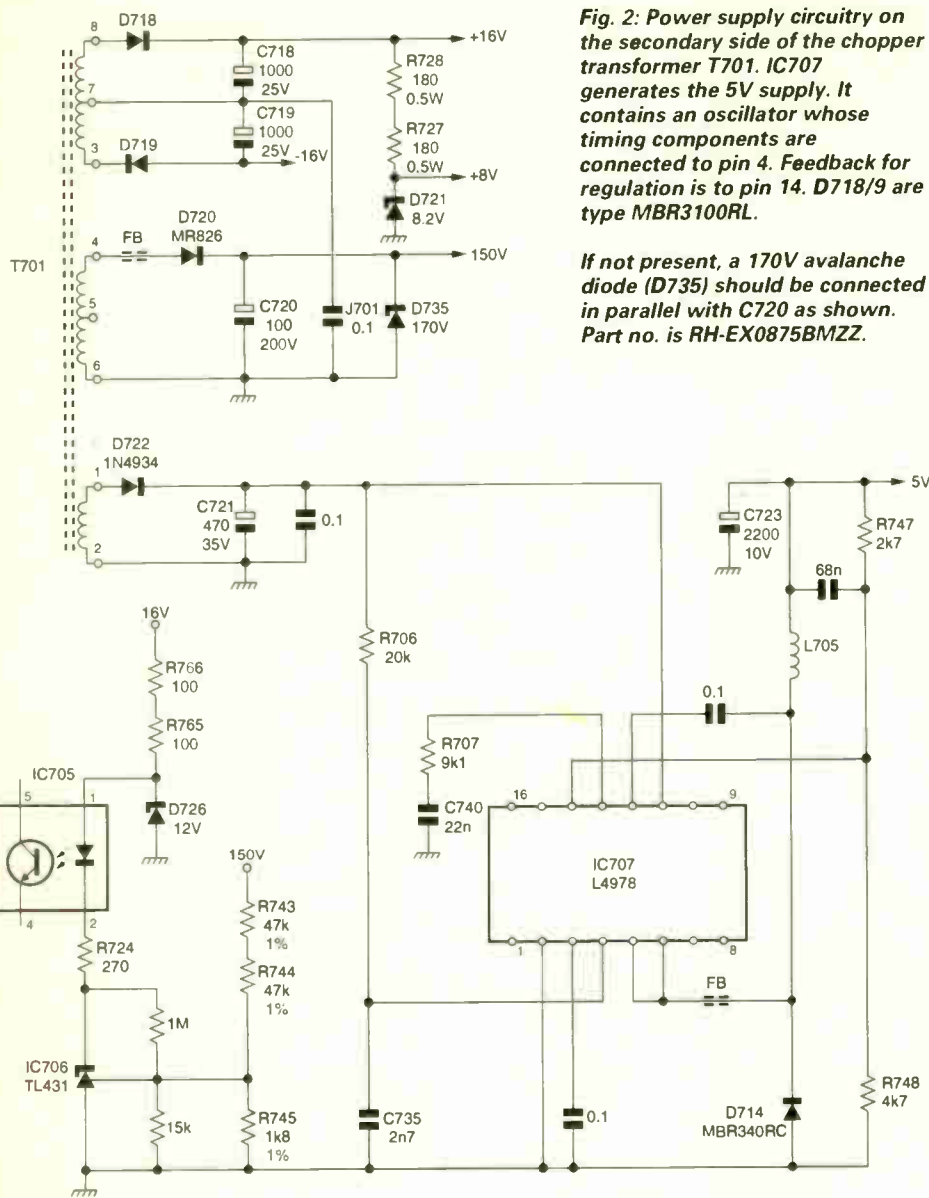 Fig. 2: Power supply circuitry on
the secondary side of the chopper
transformer T701. IC707
generates the 5V supply. It
contains an oscillator whose
timing components are
connected to pin 4. Feedback for
regulation is to pin 14. D718/9 are
type MBR3100RL.
If not present, a 170V avalanche
diode (D735) should be connected
in parallel with C720 as shown.
Part no. is RH-EX0875BMZZ.
8
D718
+16V
C718
1000
25V
R728
180
0.5W
7
C719
1000
25V
R727
180
0.5W
3
D719
-16V
+8V
D721
8.2V
T701
4
FB
D720
MR826
150V
5
C720
100
200V
J701
0.1
D735
170V
6
D722
1N4934
1
C721
470
35V
0.1
2
5V
C723
2200
10V
R747
2k7
68n
L705
0.1
16V
R766
100
R765
100
R706
20k
IC705
5
1
4
2
D726
12V
R707
9k1
C740
22n
16
9
IC707
L4978
1
8
150V
R743
47k
1%
R744
47k
1%
R724
270
1M
FB
IC706
TL431
15k
R745
1k8
1%
C735
2n7
0.1
D714
MBR340RC
R748
4k7